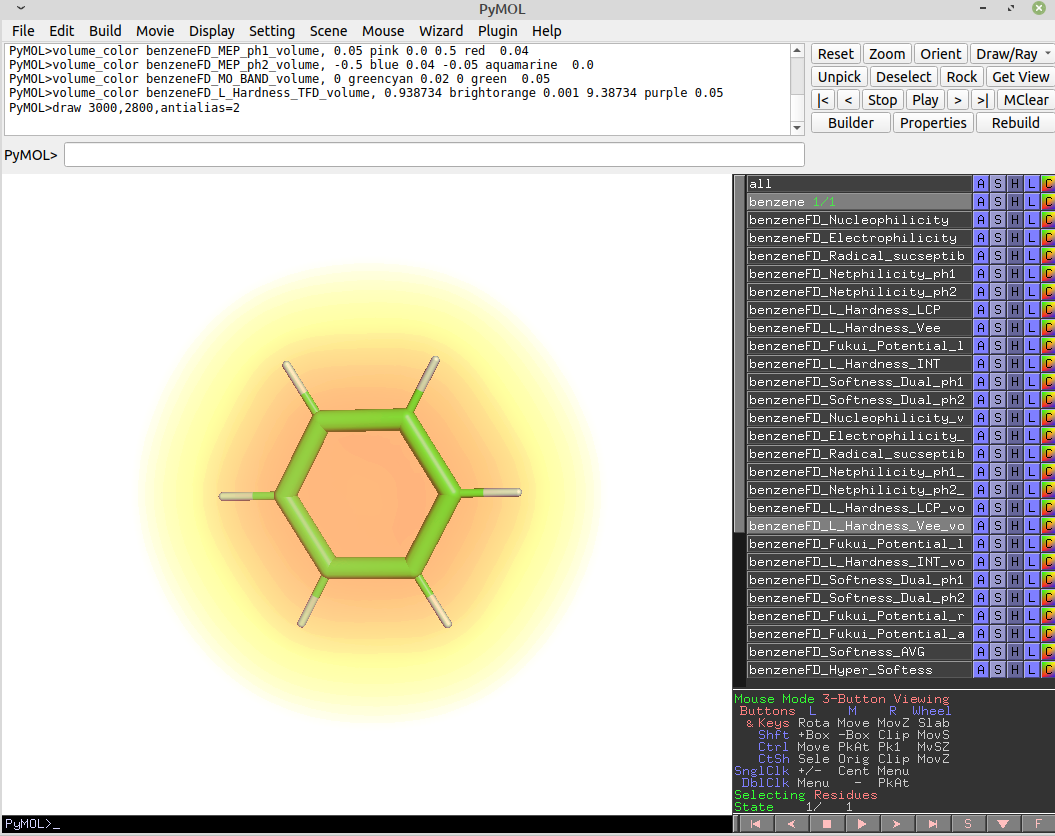 PyMOL
File Edit Build Movie Display Setting Scene Mouse Wizard Plugin Help
PyMOL>volume_color benzeneFD_MEP_ph1_volume, 0.05 pink 0.0 0.5 red  0.04
PyMOL>volume_color benzeneFD_MEP_ph2_volume, -0.5 blue 0.04 -0.05 aquamarine  0.0
PyMOL>volume_color benzeneFD_MO_BAND_volume, 0 greencyan 0.02 0 green  0.05
PyMOL>volume_color benzeneFD_L_Hardness_TFD_volume, 0.938734 brightorange 0.001 9.38734 purple 0.05
PyMOL>draw 3000,2800,antialias=2
PyMOL>
Reset Zoom Orient Draw/Ray
Unpick Deselect Rock Get View
|< < Stop Play > >| MClear
Builder Properties Rebuild
all A S H L C
benzene 1/1 A S H L C
benzeneFD_Nucleophilicity A S H L C
benzeneFD_Electrophilicity A S H L C
benzeneFD_Radical_sucseptib A S H L C
benzeneFD_Netphilicity_ph1 A S H L C
benzeneFD_Netphilicity_ph2 A S H L C
benzeneFD_L_Hardness_LCP A S H L C
benzeneFD_L_Hardness_Vee A S H L C
benzeneFD_Fukui_Potential_l A S H L C
benzeneFD_L_Hardness_INT A S H L C
benzeneFD_Softness_Dual_ph1 A S H L C
benzeneFD_Softness_Dual_ph2 A S H L C
benzeneFD_Nucleophilicity_v A S H L C
benzeneFD_Electrophilicity_ A S H L C
benzeneFD_Radical_sucseptib A S H L C
benzeneFD_Netphilicity_ph1_ A S H L C
benzeneFD_Netphilicity_ph2_ A S H L C
benzeneFD_L_Hardness_LCP_vo A S H L C
benzeneFD_L_Hardness_Vee_vo A S H L C
benzeneFD_Fukui_Potential_l A S H L C
benzeneFD_L_Hardness_INT_vo A S H L C
benzeneFD_Softness_Dual_ph1 A S H L C
benzeneFD_Softness_Dual_ph2 A S H L C
benzeneFD_Fukui_Potential_r A S H L C
benzeneFD_Fukui_Potential_a A S H L C
benzeneFD_Softness_AVG A S H L C
benzeneFD_Hyper_Softess A S H L C
Mouse Mode 3-Button Viewing
Buttons L M R Wheel
& Keys Rota Move MovZ Slab
Shft +Box -Box Clip MovS
Ctrl Move PkAt Pk1 MvSZ
CtSh Sele Orig Clip MovZ
SnglClk +/- Cent Menu
DblClk Menu - PkAt
Selecting Residues
State 1/ 1
PyMOL>_
S F